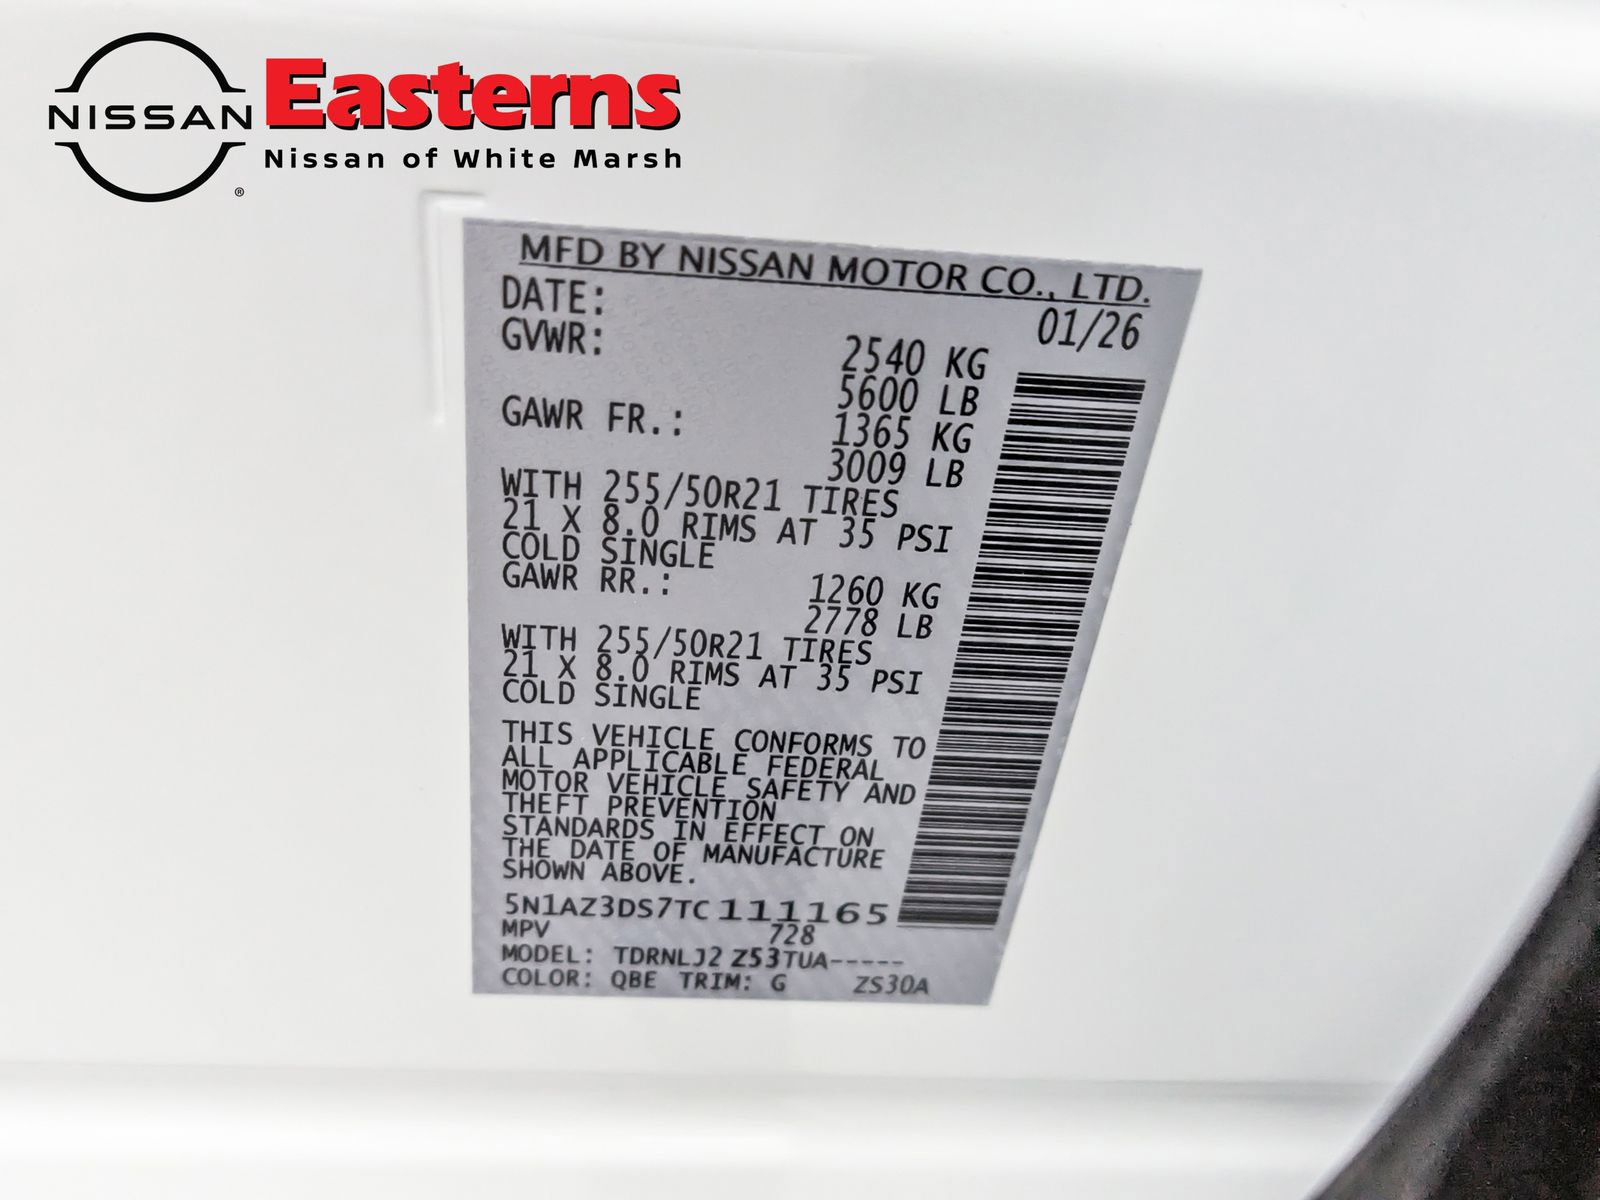 NISSAN
®
Easterns
Nissan of White Marsh
MFD BY NISSAN MOTOR CO., LTD.
DATE: 01/26
GVWR: 2540 KG
5600 LB
GAWR FR.: 1365 KG
3009 LB
WITH 255/50R21 TIRES
21 X 8.0 RIMS AT 35 PSI
COLD SINGLE
GAWR RR.: 1260 KG
2778 LB
WITH 255/50R21 TIRES
21 X 8.0 RIMS AT 35 PSI
COLD SINGLE
THIS VEHICLE CONFORMS TO
ALL APPLICABLE FEDERAL
MOTOR VEHICLE SAFETY AND
THEFT PREVENTION
STANDARDS IN EFFECT ON
THE DATE OF MANUFACTURE
SHOWN ABOVE.
5N1AZ3DS7TC111165
MPV 728
MODEL: TDRNLJ2 Z53TUA-----
COLOR: QBE TRIM: G ZS30A